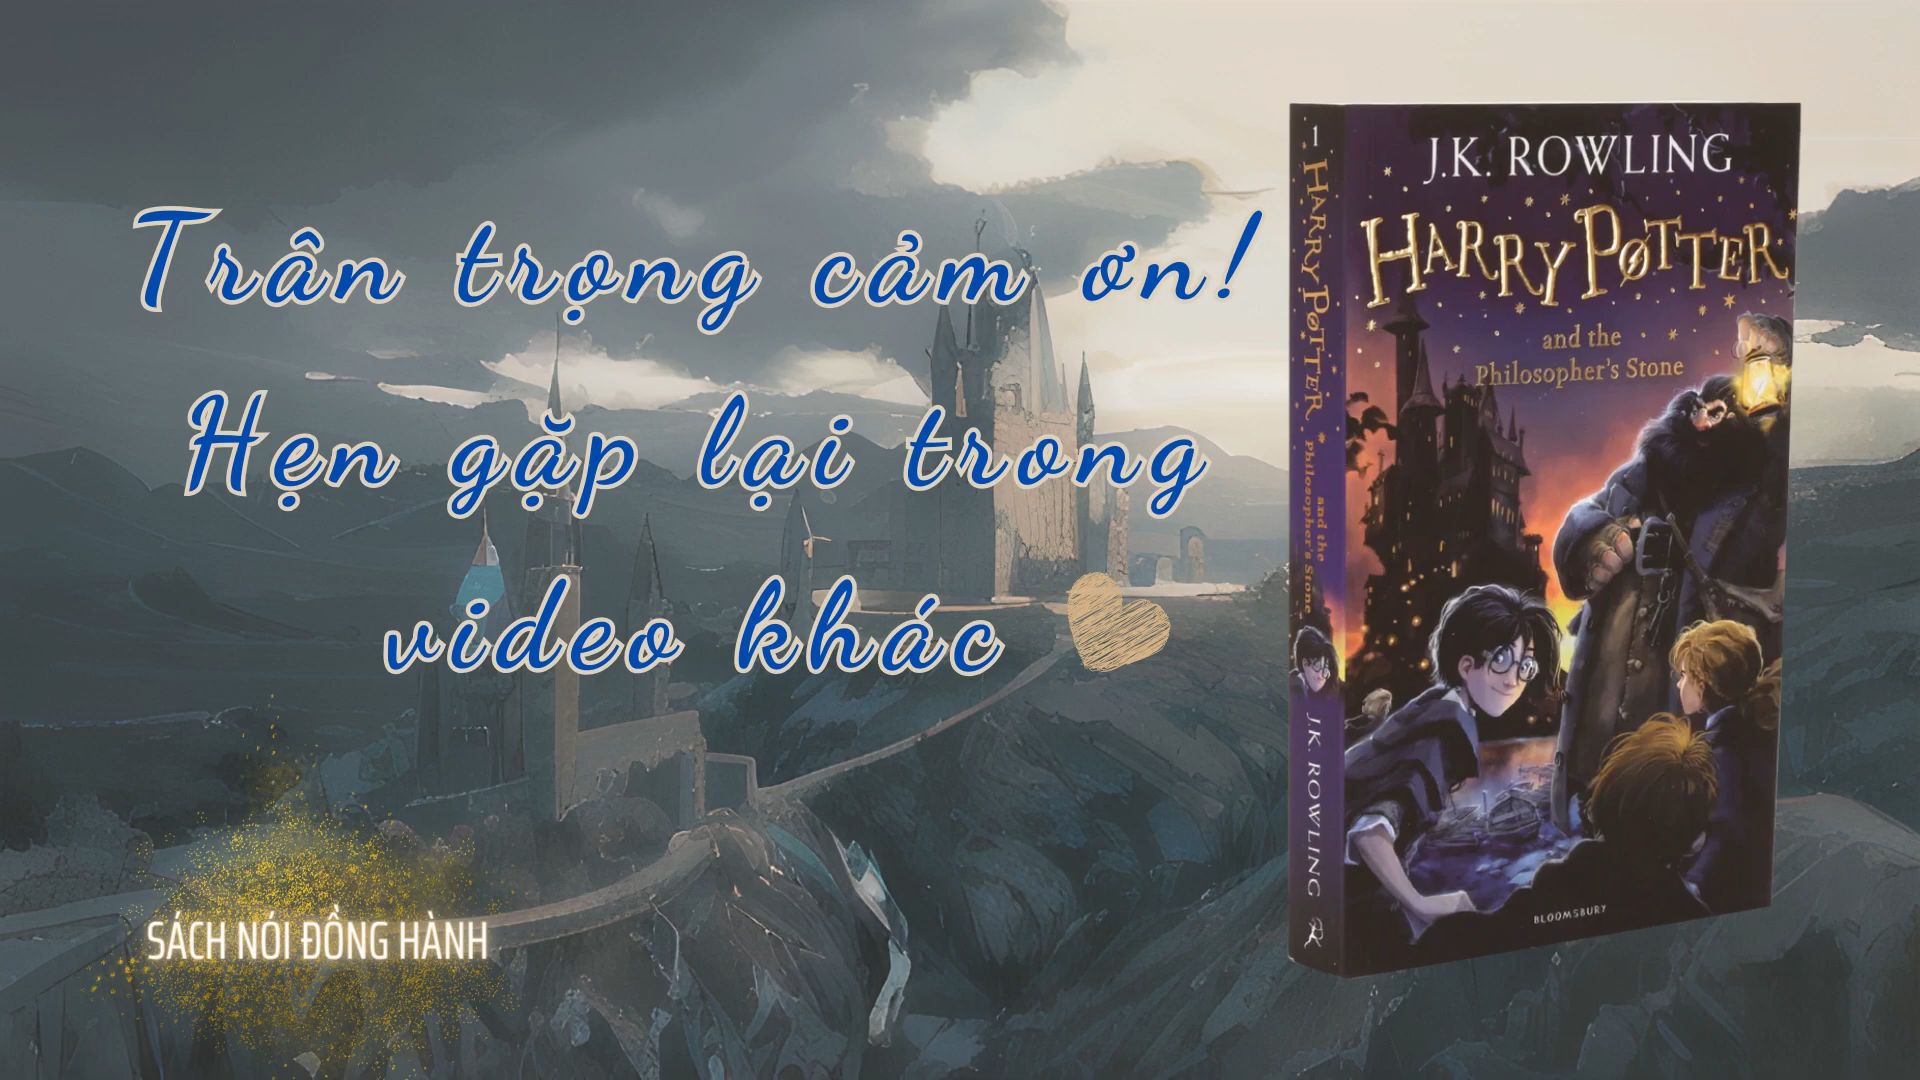 Trân trọng cảm ơn!
Hẹn gặp lại trong
video khác
SÁCH NÓI ĐỒNG HÀNH
1 HARRY POTTER and the Philosopher's Stone J.K. ROWLING
J.K. ROWLING
HARRY POTTER
and the
Philosopher's Stone
BLOOMSBURY